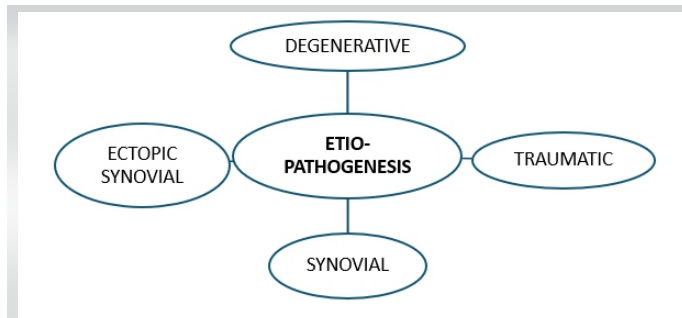 DEGENERATIVE
ECTOPIC
SYNOVIAL
ETIO-
PATHOGENESIS
TRAUMATIC
SYNOVIAL